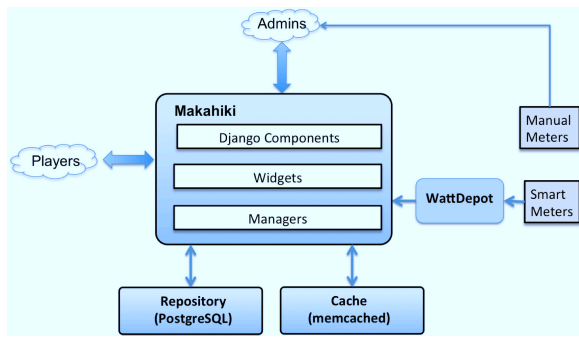 Admins
Makahiki
Django Components
Widgets
Managers
Players
Manual
Meters
WattDepot
Smart
Meters
Repository
(PostgreSQL)
Cache
(memcached)